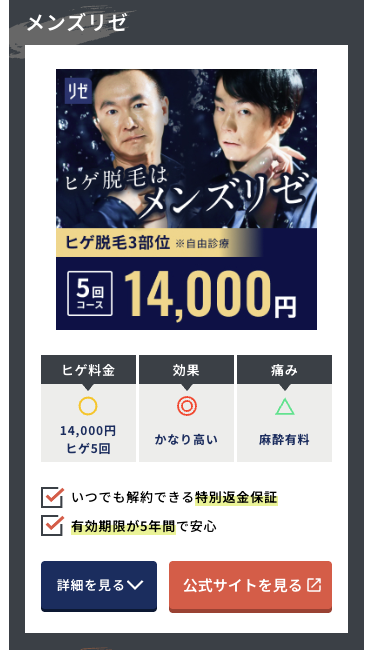 メンズリゼ
リゼ
ヒゲ脱毛は
メンズリゼ
ヒゲ脱毛3部位 ※自由診療
5回
コース
14,000円
ヒゲ料金 効果 痛み
14,000円
ヒゲ5回
かなり高い
麻酔有料
いつでも解約できる特別返金保証
有効期限が5年間で安心
詳細を見る
公式サイトを見る